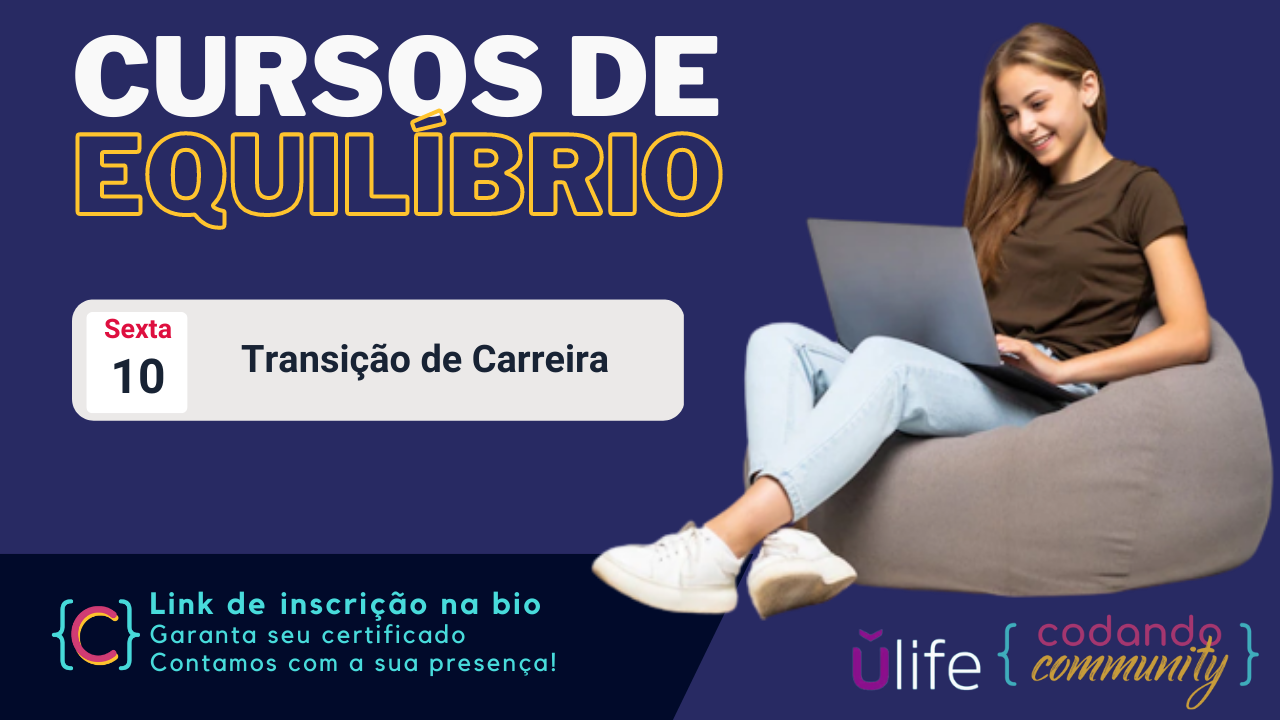 CURSOS DE
EQUILÍBRIO
Sexta
10
Transição de Carreira
{C}
Link de inscrição na bio
Garanta seu certificado
Contamos com a sua presença!
ŭlife
{ codando
community }